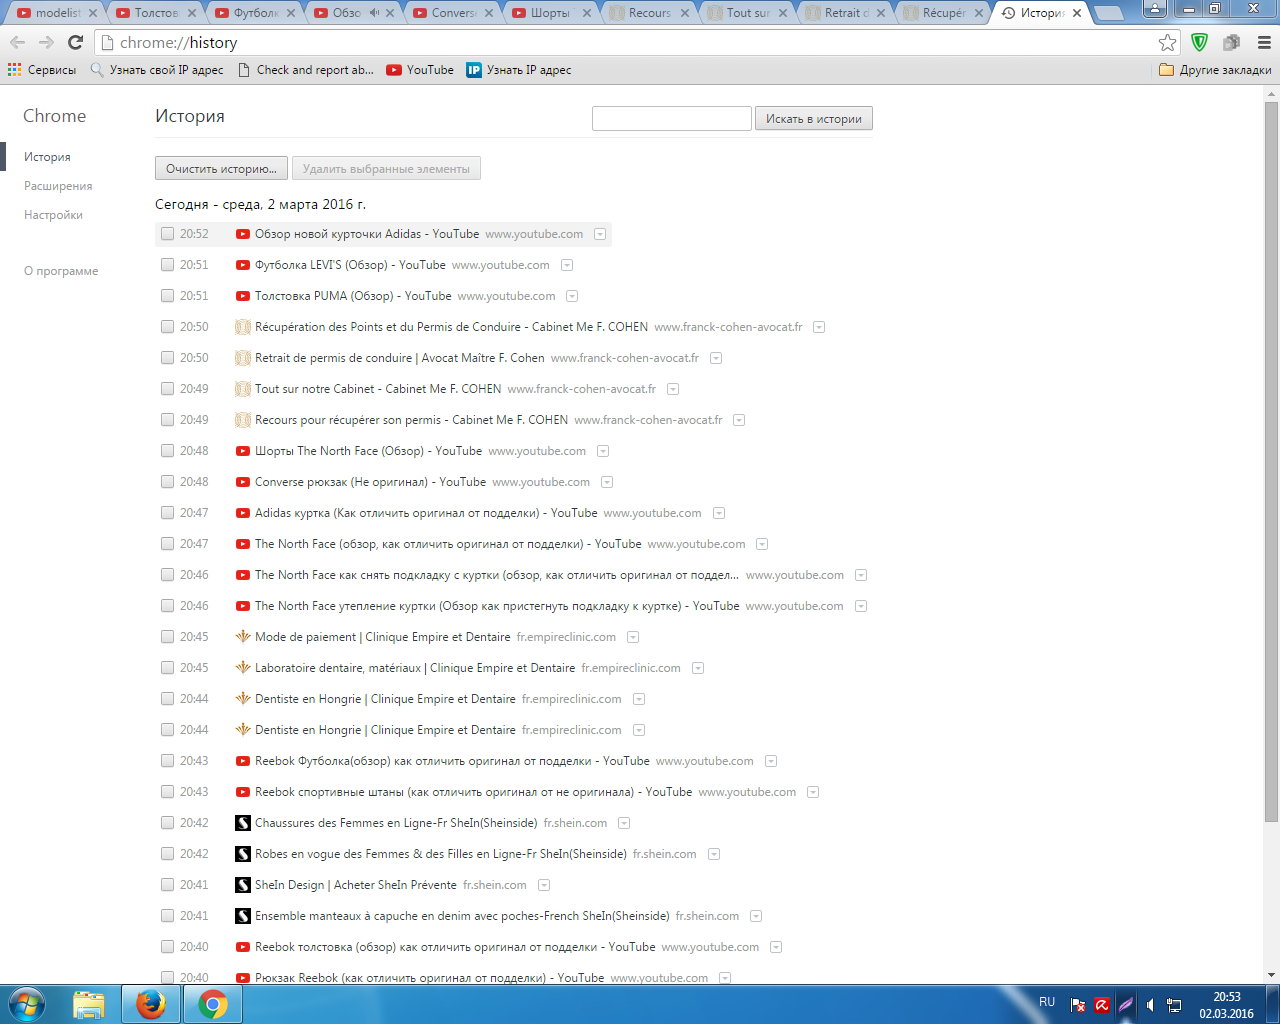 modelist
Толстовк
Футболк
Обзо
Convers
Шорты
Recours
Tout sur
Retrait d
Récupér
История
chrome://history
Сервисы
Узнать свой IP адрес
Check and report ab...
YouTube
IP Узнать IP адрес
Другие закладки
Chrome
История
Искать в истории
История
Расширения
Настройки
О программе
Очистить историю...
Удалить выбранные элементы
Сегодня - среда, 2 марта 2016 г.
20:52 Обзор новой курточки Adidas - YouTube www.youtube.com
20:51 Футболка LEVI'S (Обзор) - YouTube www.youtube.com
20:51 Толстовка PUMA (Обзор) - YouTube www.youtube.com
20:50 Récupération des Points et du Permis de Conduire - Cabinet Me F. COHEN www.franck-cohen-avocat.fr
20:50 Retrait de permis de conduire | Avocat Maître F. Cohen www.franck-cohen-avocat.fr
20:49 Tout sur notre Cabinet - Cabinet Me F. COHEN www.franck-cohen-avocat.fr
20:49 Recours pour récupérer son permis - Cabinet Me F. COHEN www.franck-cohen-avocat.fr
20:48 Шорты The North Face (Обзор) - YouTube www.youtube.com
20:48 Converse рюкзак (Не оригинал) - YouTube www.youtube.com
20:47 Adidas куртка (Как отличить оригинал от подделки) - YouTube www.youtube.com
20:47 The North Face (обзор, как отличить оригинал от подделки) - YouTube www.youtube.com
20:46 The North Face как снять подкладку с куртки (обзор, как отличить оригинал от поддел... www.youtube.com
20:46 The North Face утепление куртки (Обзор как пристегнуть подкладку к куртке) - YouTube www.youtube.com
20:45 Mode de paiement | Clinique Empire et Dentaire fr.empireclinic.com
20:45 Laboratoire dentaire, matériaux | Clinique Empire et Dentaire fr.empireclinic.com
20:44 Dentiste en Hongrie | Clinique Empire et Dentaire fr.empireclinic.com
20:44 Dentiste en Hongrie | Clinique Empire et Dentaire fr.empireclinic.com
20:43 Reebok Футболка(обзор) как отличить оригинал от подделки - YouTube www.youtube.com
20:43 Reebok спортивные штаны (как отличить оригинал от не оригинала) - YouTube www.youtube.com
20:42 Chaussures des Femmes en Ligne-Fr SheIn(Sheinside) fr.shein.com
20:42 Robes en vogue des Femmes & des Filles en Ligne-Fr SheIn(Sheinside) fr.shein.com
20:41 SheIn Design | Acheter SheIn Prévente fr.shein.com
20:41 Ensemble manteaux à capuche en denim avec poches-French SheIn(Sheinside) fr.shein.com
20:40 Reebok толстовка (обзор) как отличить оригинал от подделки - YouTube www.youtube.com
20:40 Рюкзак Reebok (как отличить оригинал от подделки) - YouTube www.youtube.com
RU
20:53
02.03.2016